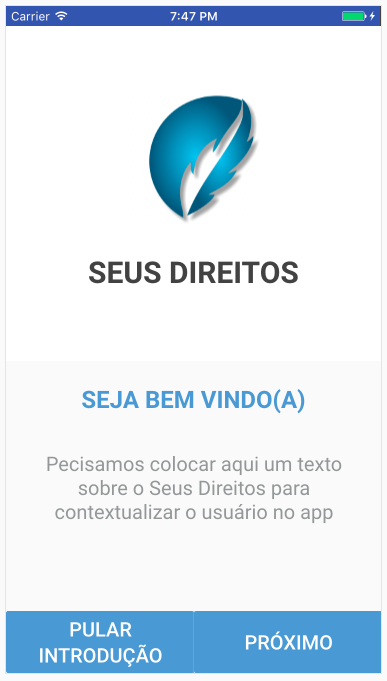 Carrier 7:47 PM
SEUS DIREITOS
SEJA BEM VINDO(A)
Pecisamos colocar aqui um texto
sobre o Seus Direitos para
contextualizar o usuário no app
PULAR
INTRODUÇÃO
PRÓXIMO